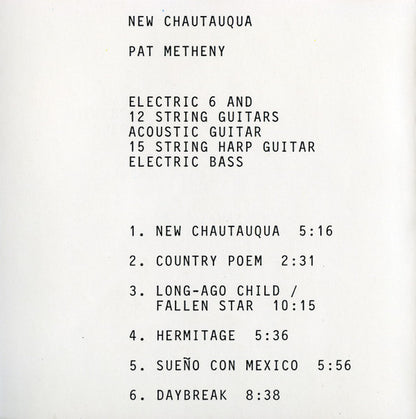 NEW CHAUTAUQUA
PAT METHENY
ELECTRIC 6 AND
12 STRING GUITARS
ACOUSTIC GUITAR
15 STRING HARP GUITAR
ELECTRIC BASS
1. NEW CHAUTAUQUA 5:16
2. COUNTRY POEM 2:31
3. LONG-AGO CHILD /
FALLEN STAR 10:15
4. HERMITAGE 5:36
5. SUEÑO CON MEXICO 5:56
6. DAYBREAK 8:38